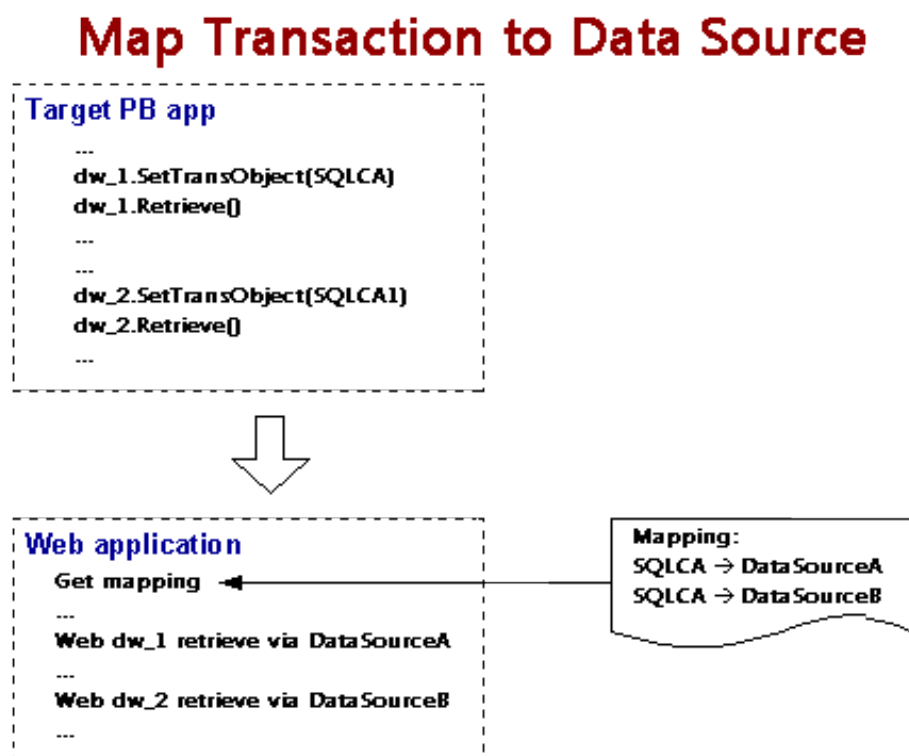 Map Transaction to Data Source
Target PB app
...
dw_1.SetTransObject(SQLCA)
dw_1.Retrieve()
...
...
dw_2.SetTransObject(SQLCA1)
dw_2.Retrieve()
...
Web application
Get mapping
...
Web dw_1 retrieve via DataSourceA
...
Web dw_2 retrieve via DataSourceB
...
Mapping:
SQLCA → DataSourceA
SQLCA → DataSourceB